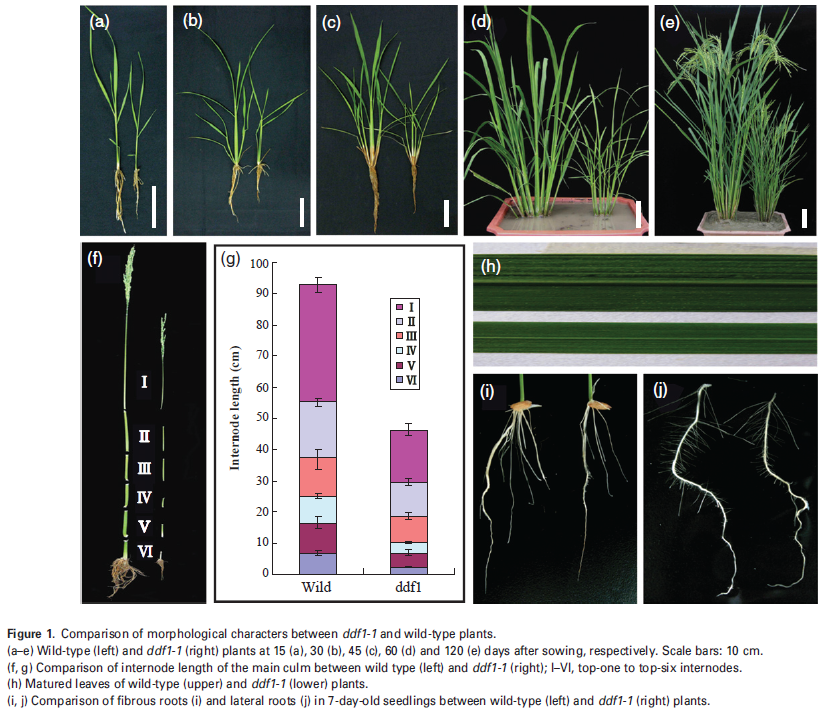 (a)
(b)
(c)
(d)
(e)
(f)
I
II
III
IV
V
VI
(g)
100
90
80
70
60
50
40
30
20
10
0
Internode length (cm)
I
II
III
IV
V
VI
Wild
ddf1
(h)
(i)
(j)
Figure 1. Comparison of morphological characters between ddf1-1 and wild-type plants.
(a–e) Wild-type (left) and ddf1-1 (right) plants at 15 (a), 30 (b), 45 (c), 60 (d) and 120 (e) days after sowing, respectively. Scale bars: 10 cm.
(f, g) Comparison of internode length of the main culm between wild type (left) and ddf1-1 (right); I–VI, top-one to top-six internodes.
(h) Matured leaves of wild-type (upper) and ddf1-1 (lower) plants.
(i, j) Comparison of fibrous roots (i) and lateral roots (j) in 7-day-old seedlings between wild-type (left) and ddf1-1 (right) plants.